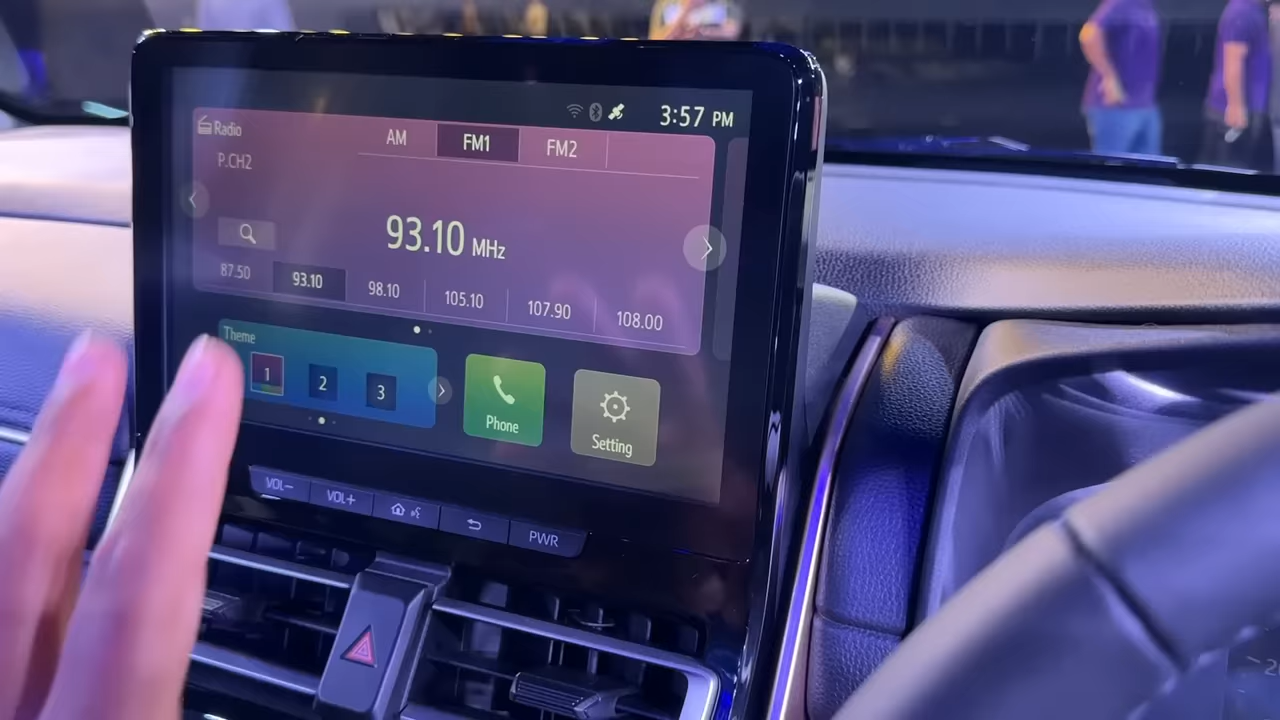 3:57 PM
Radio
AM FM1 FM2
P.CH2
93.10 MHz
87.50 93.10 98.10 105.10 107.90 108.00
Theme
1 2 3
Phone
Setting
VOL- VOL+ PWR